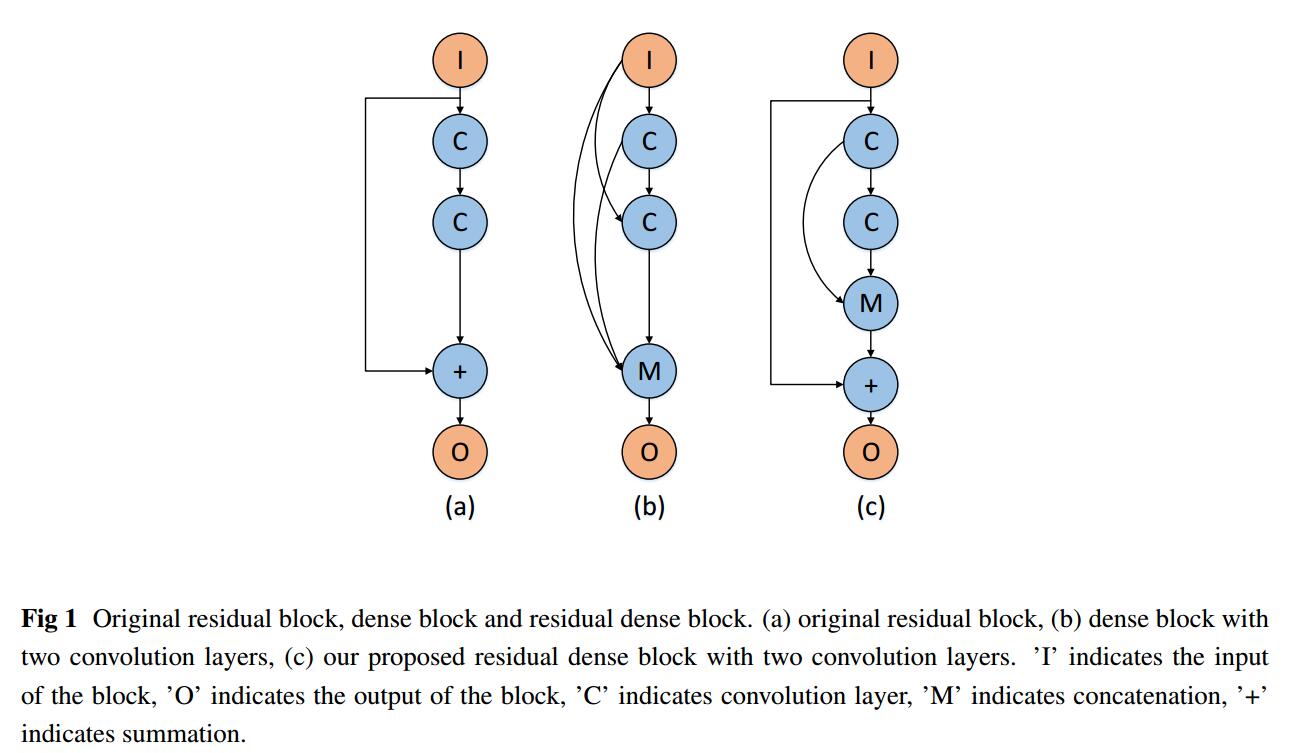 I I I
C C C
C C C
M
+ M +
O O O
(a) (b) (c)
Fig 1 Original residual block, dense block and residual dense block. (a) original residual block, (b) dense block with
two convolution layers, (c) our proposed residual dense block with two convolution layers. ’I’ indicates the input
of the block, ’O’ indicates the output of the block, ’C’ indicates convolution layer, ’M’ indicates concatenation, ’+’
indicates summation.